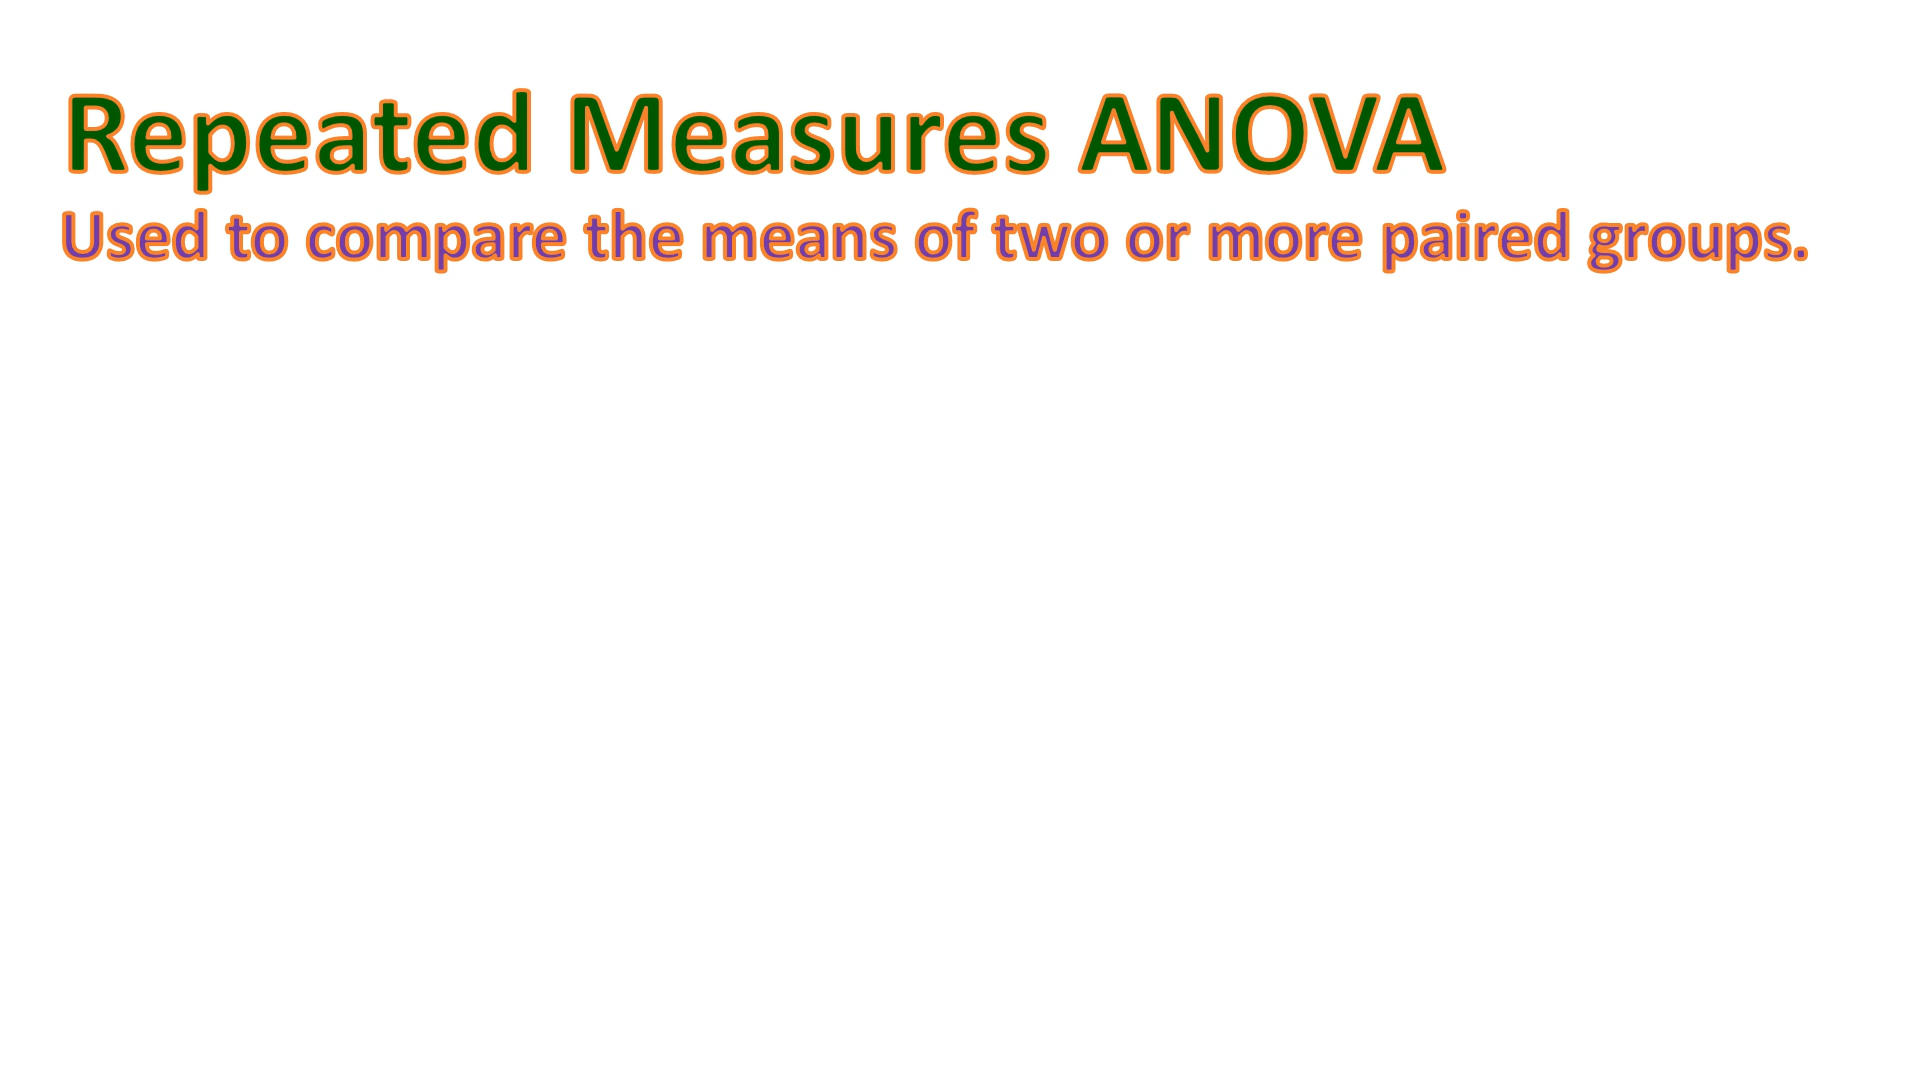 Repeated Measures ANOVA
Used to compare the means of two or more paired groups.